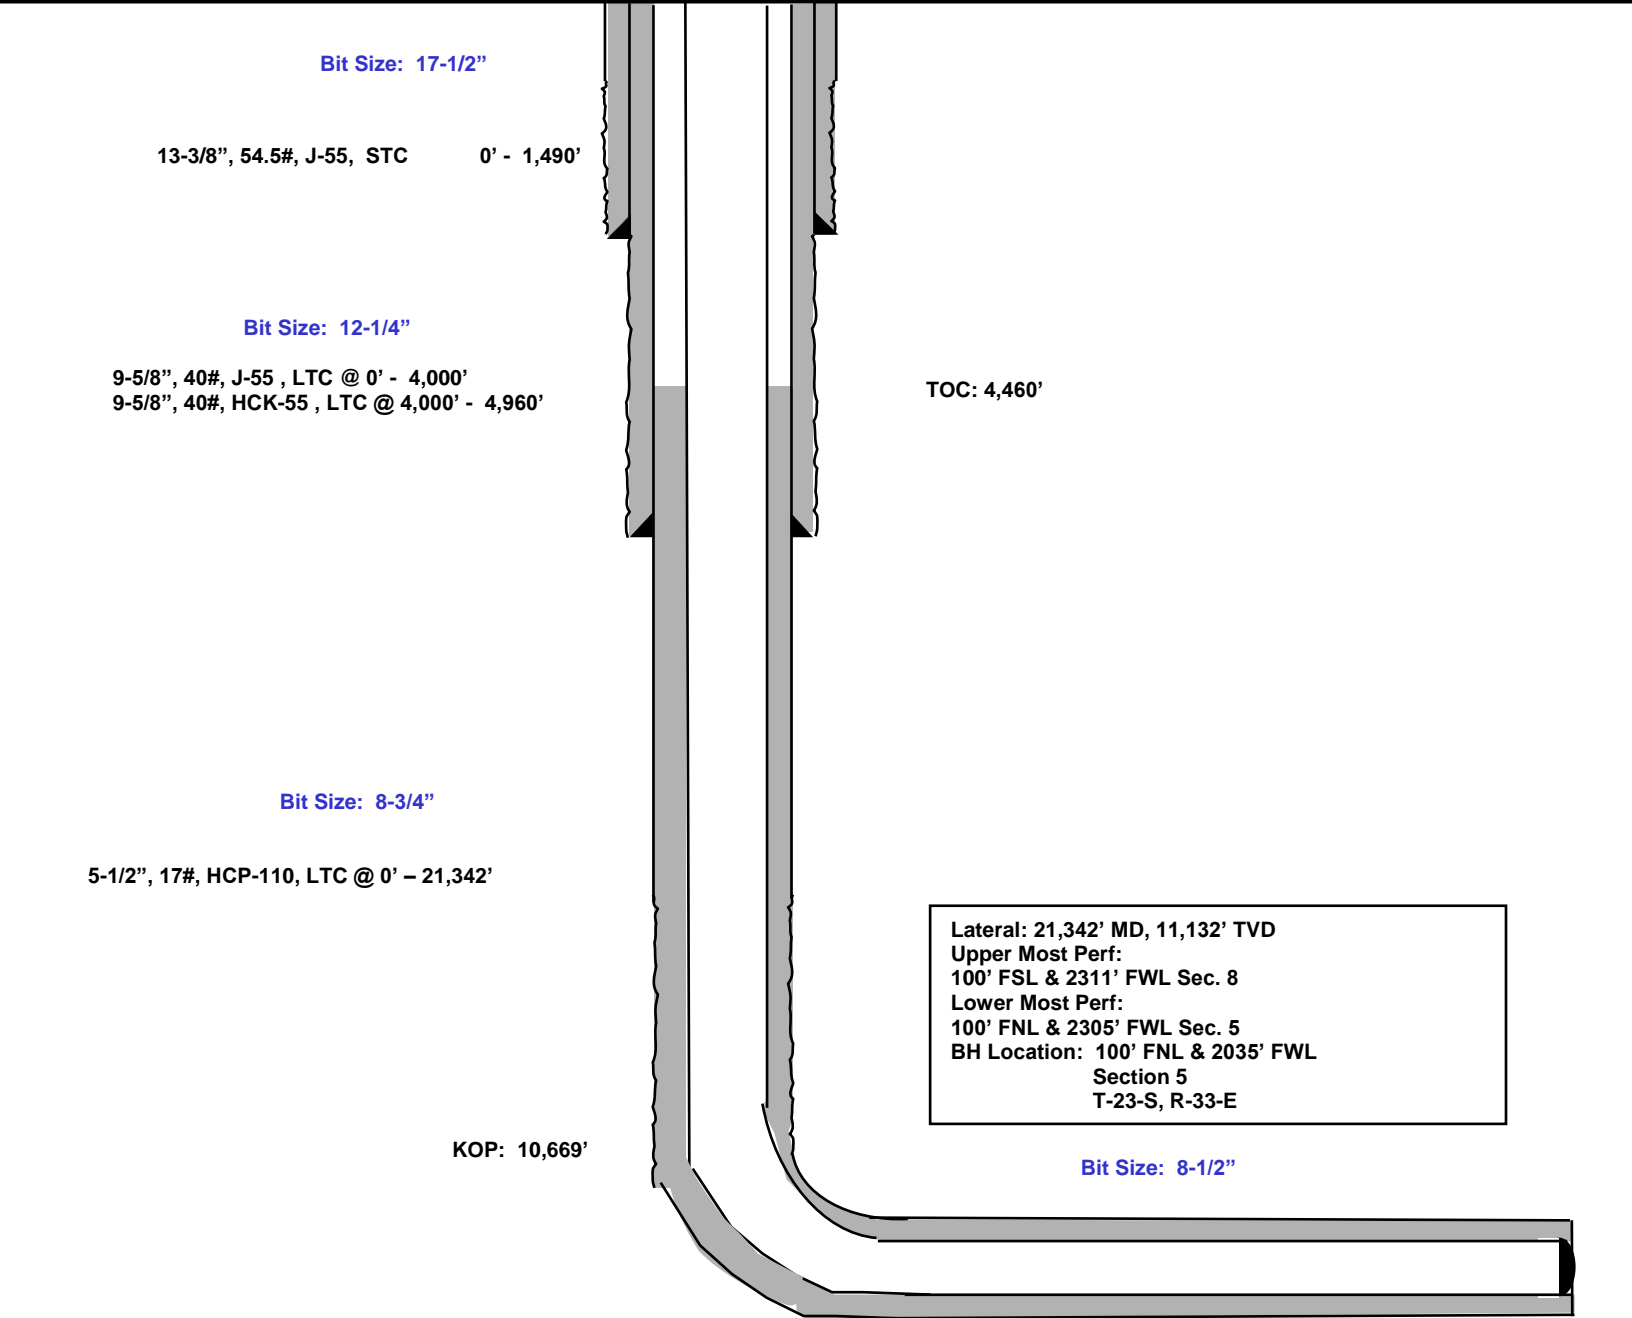 Bit Size:  17-1/2”
13-3/8”, 54.5#, J-55,  STC 0’ -  1,490’
Bit Size:  12-1/4”
9-5/8”, 40#, J-55 , LTC @ 0’ -  4,000’
9-5/8”, 40#, HCK-55 , LTC @ 4,000’ -  4,960’
TOC: 4,460’
Bit Size:  8-3/4”
5-1/2”, 17#, HCP-110, LTC @ 0’ – 21,342’
Lateral: 21,342’ MD, 11,132’ TVD
Upper Most Perf:
100’ FSL & 2311’ FWL Sec. 8
Lower Most Perf:
100’ FNL & 2305’ FWL Sec. 5
BH Location:  100’ FNL & 2035’ FWL
Section 5
T-23-S, R-33-E
KOP:  10,669’
Bit Size:  8-1/2”